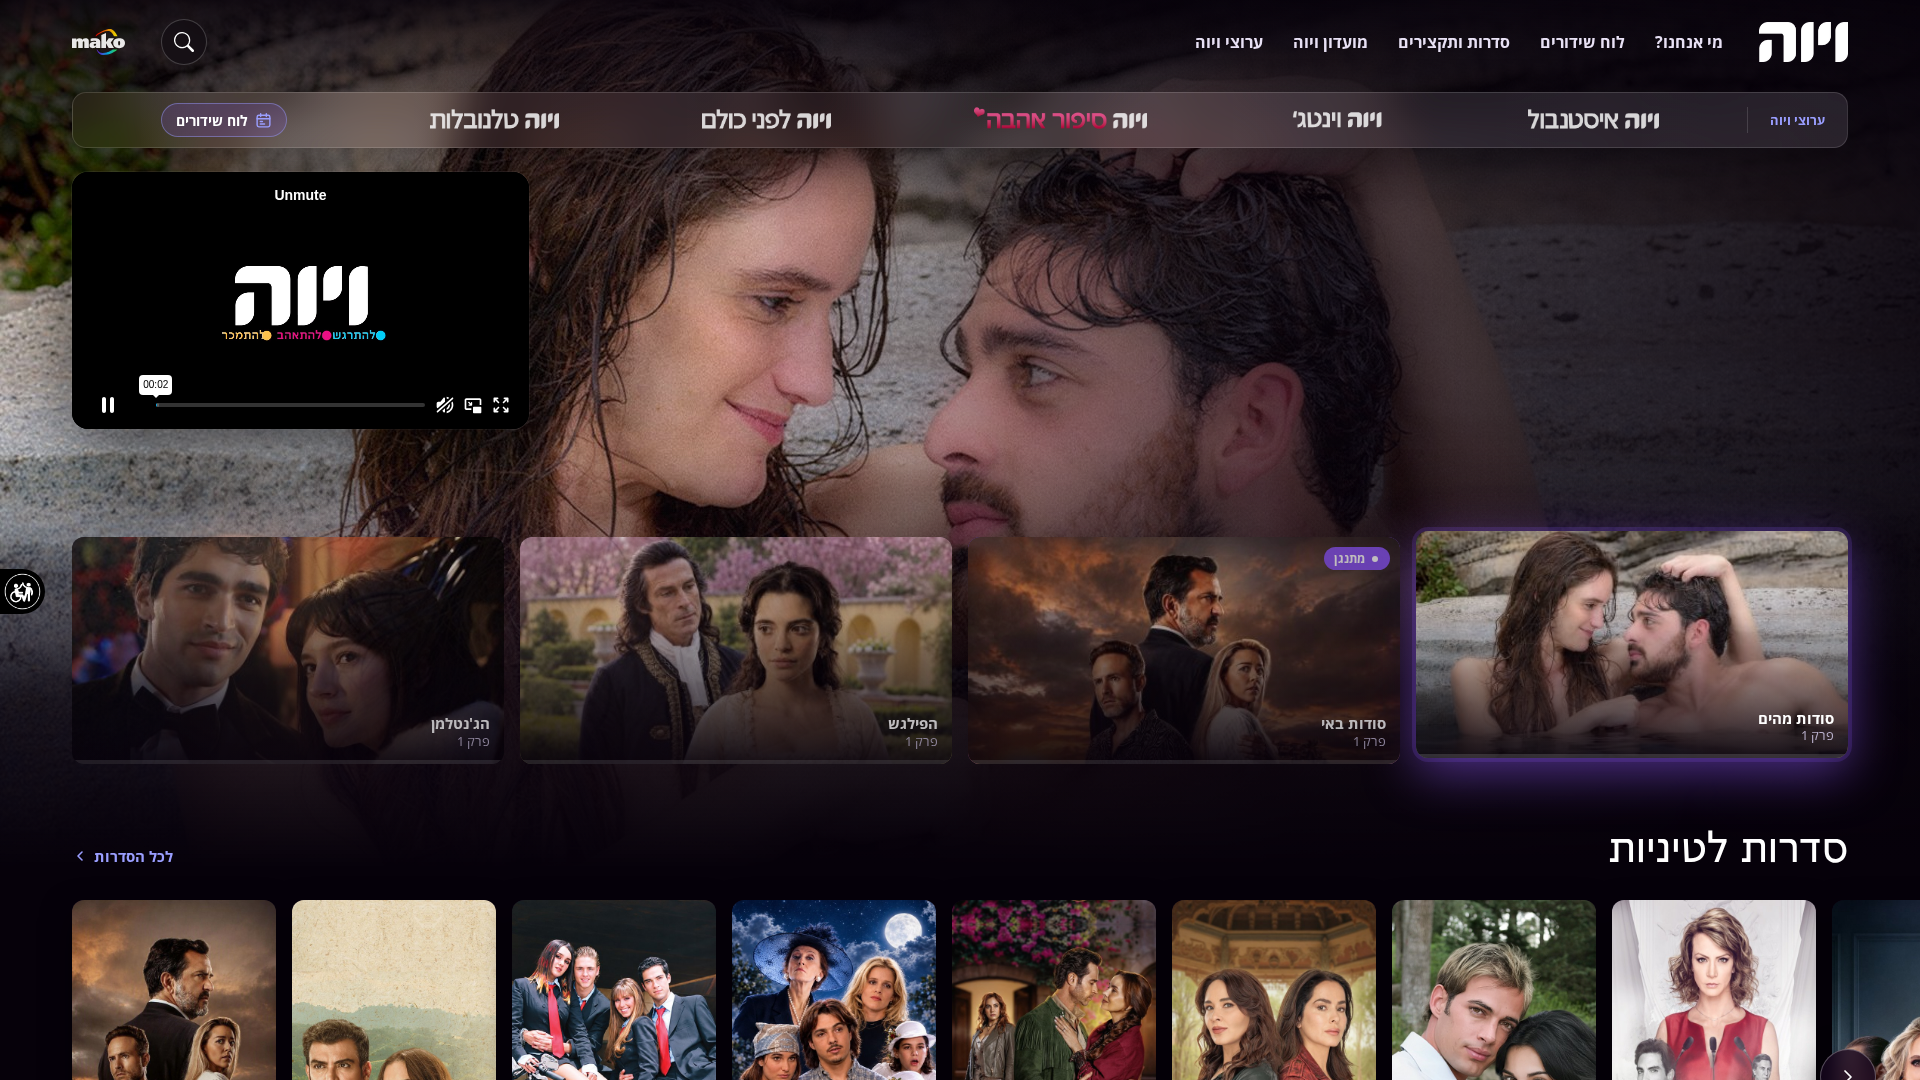 ויוה
מי אנחנו?
לוח שידורים
סדרות ותקצירים
מועדון ויוה
ערוצי ויוה
mako
ערוצי ויוה
ויוה איסטנבול
ויוה וינטג'
ויוה סיפור אהבה
ויוה לפני כולם
ויוה טלנובלות
לוח שידורים
Unmute
ויוה
להתרגש להתאהב להתמכר
00:02
סודות מהים
פרק 1
מתנגן
סודות באי
פרק 1
הפילגש
פרק 1
הג'נטלמן
פרק 1
סדרות לטיניות
לכל הסדרות